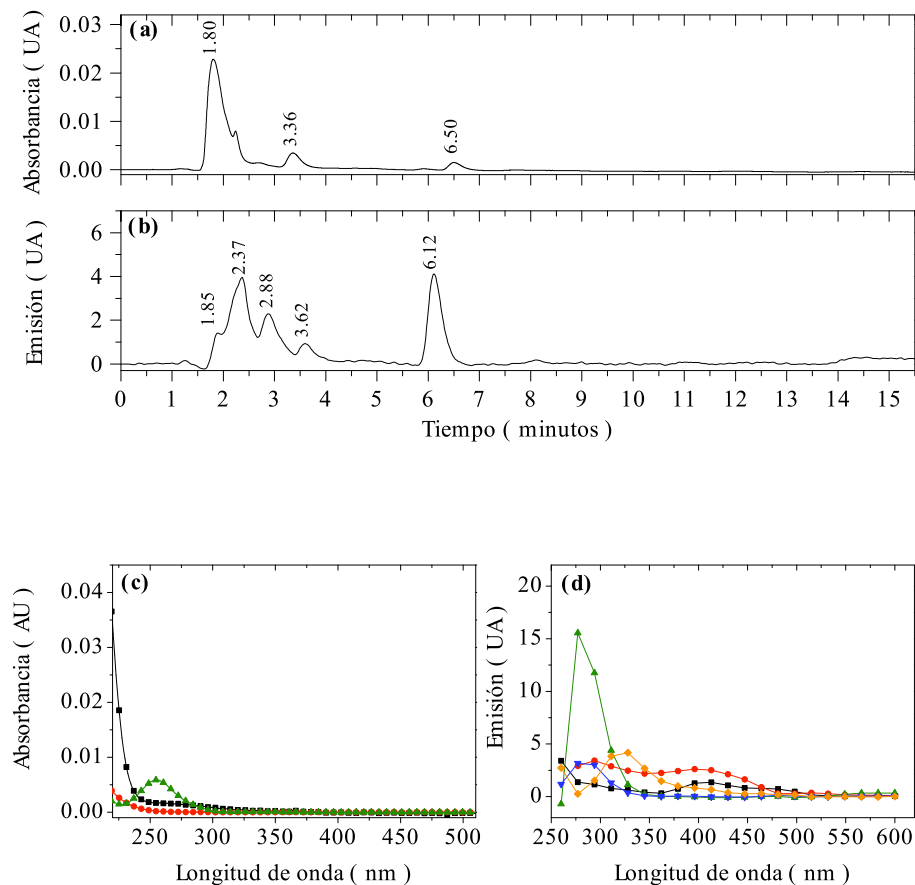 (a)
Absorbancia ( UA)
0.03
0.02
0.01
0.00
1.80
3.36
6.50
(b)
Emisión ( UA)
6
4
2
0
1.85
2.37
2.88
3.62
6.12
0 1 2 3 4 5 6 7 8 9 10 11 12 13 14 15
Tiempo ( minutos )
(c)
Absorbancia ( AU)
0.04
0.03
0.02
0.01
0.00
250 300 350 400 450 500
Longitud de onda ( nm )
(d)
Emisión ( UA)
20
15
10
5
0
250 300 350 400 450 500 550 600
Longitud de onda ( nm )